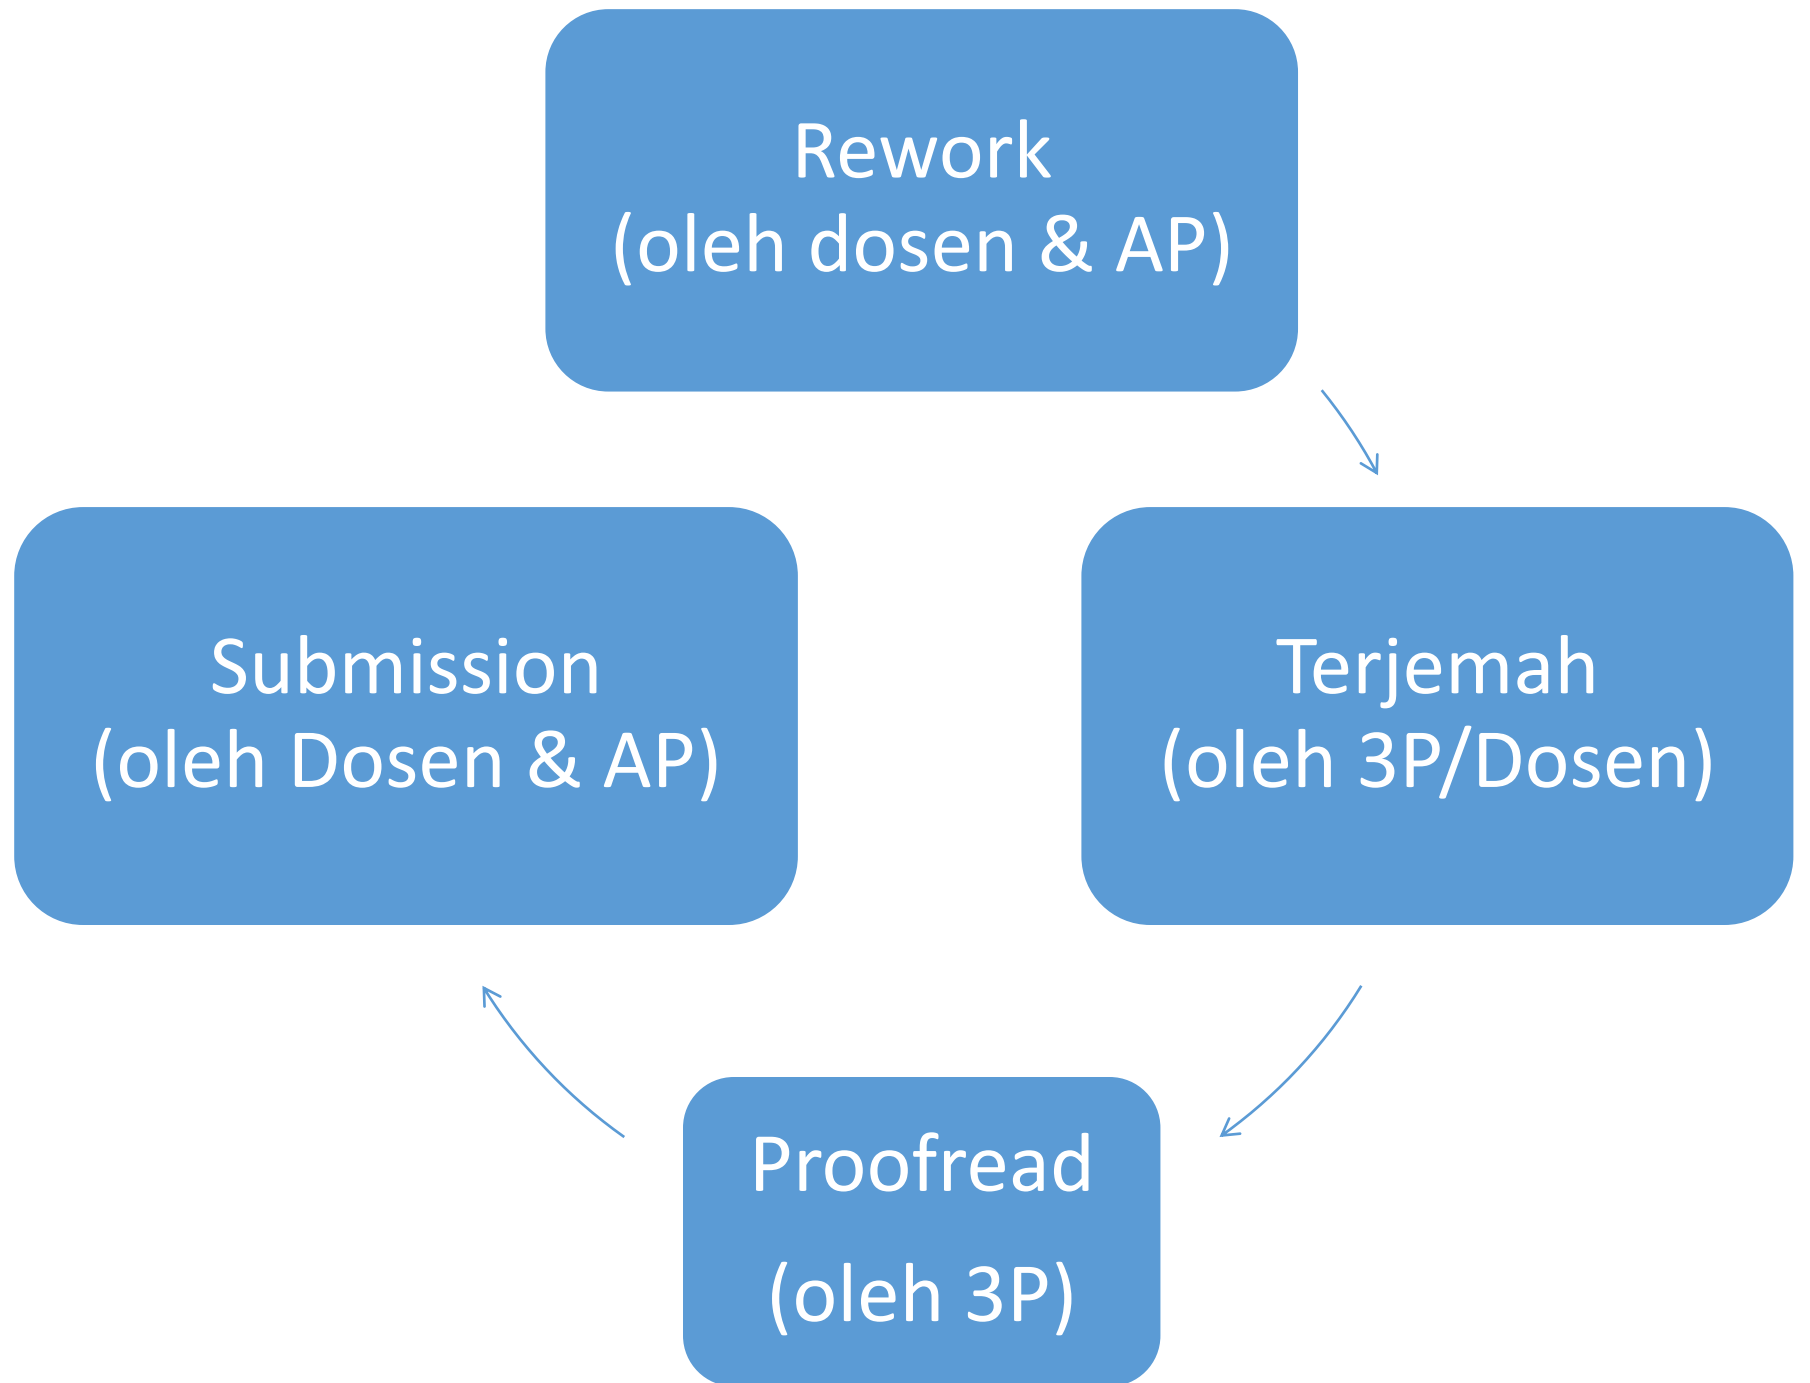 Rework
(oleh dosen & AP)
Submission
(oleh Dosen & AP)
Terjemah
(oleh 3P/Dosen)
Proofread
(oleh 3P)